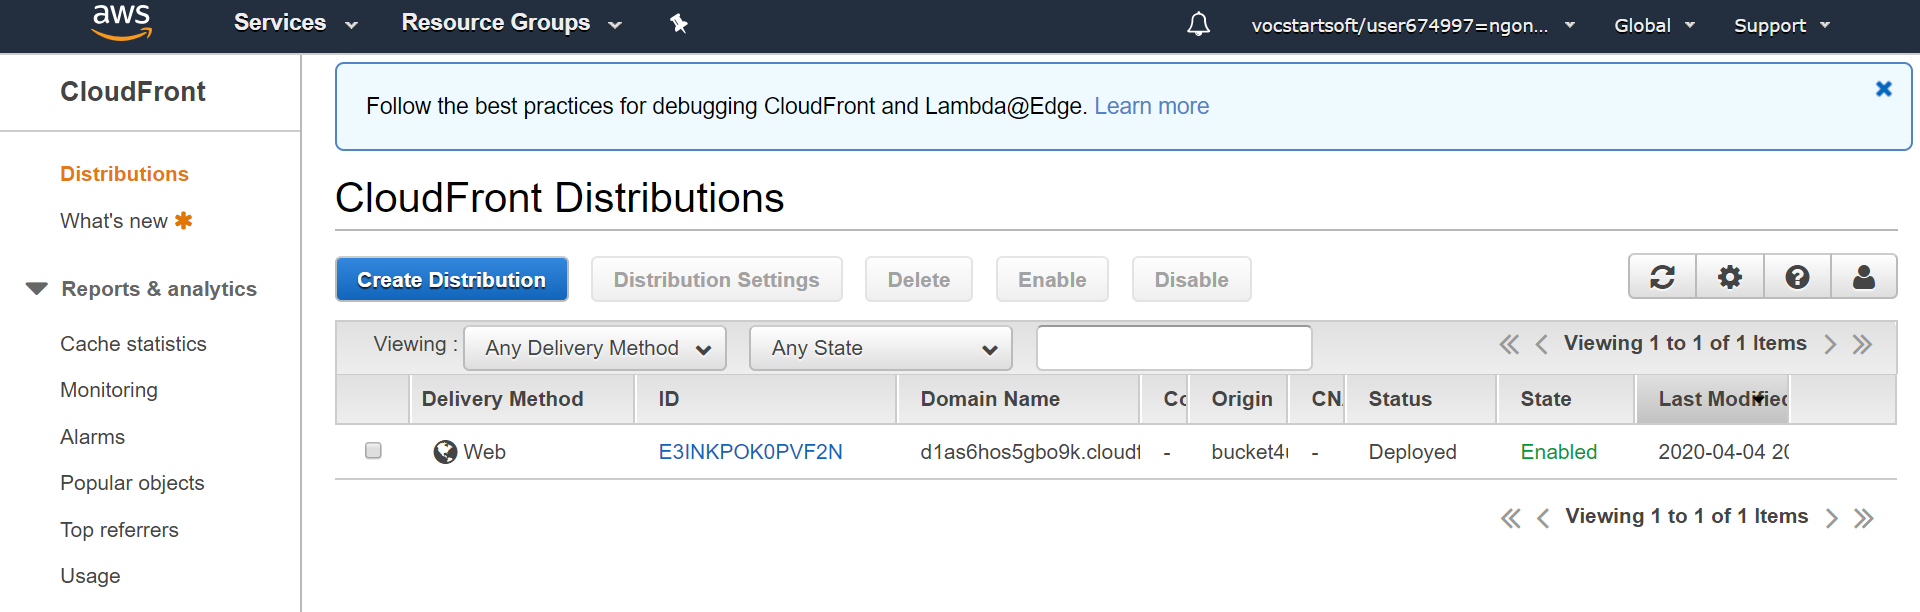 aws Services Resource Groups vocstartsoft/user674997=ngon... Global Support
CloudFront
Distributions
What's new
Reports & analytics
Cache statistics
Monitoring
Alarms
Popular objects
Top referrers
Usage
Follow the best practices for debugging CloudFront and Lambda@Edge. Learn more
CloudFront Distributions
Create Distribution Distribution Settings Delete Enable Disable
Viewing : Any Delivery Method Any State Viewing 1 to 1 of 1 Items
Delivery Method ID Domain Name Co Origin CN Status State Last Modified
Web E3INKPOK0PVF2N d1as6hos5gbo9k.cloudf - bucket4 - Deployed Enabled 2020-04-04 20
Viewing 1 to 1 of 1 Items